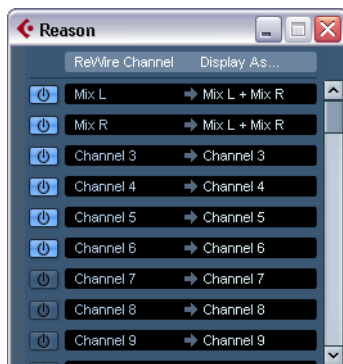 Reason
ReWire Channel Display As...
Mix L Mix L + Mix R
Mix R Mix L + Mix R
Channel 3 Channel 3
Channel 4 Channel 4
Channel 5 Channel 5
Channel 6 Channel 6
Channel 7 Channel 7
Channel 8 Channel 8
Channel 9 Channel 9